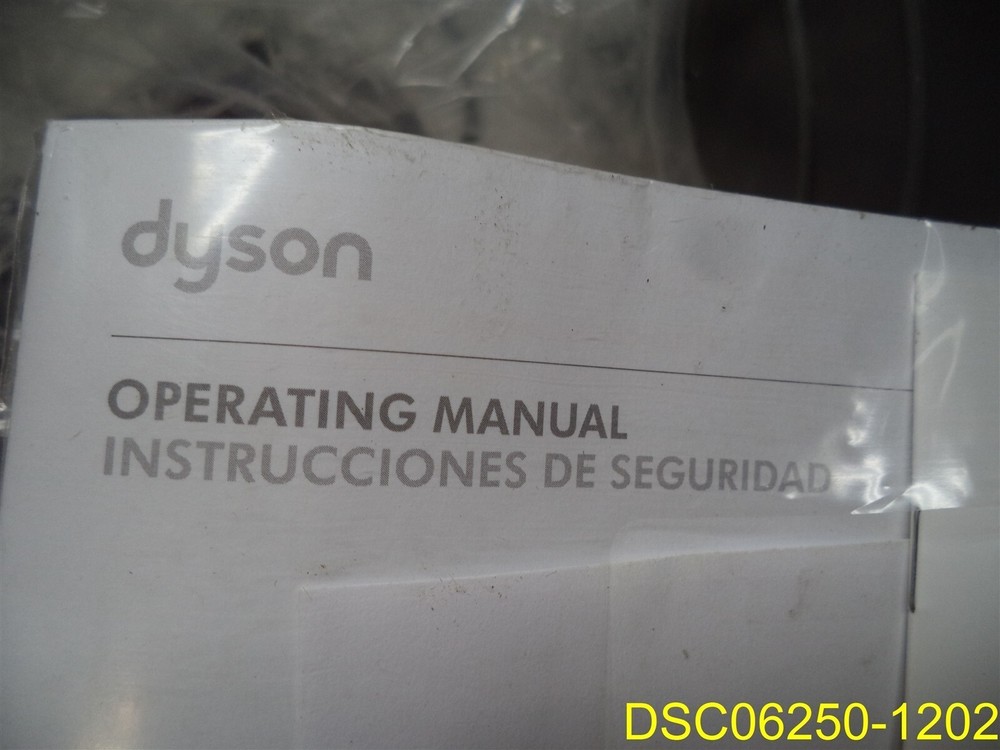 dyson
OPERATING MANUAL
INSTRUCCIONES DE SEGURIDAD
DSC06250-1202